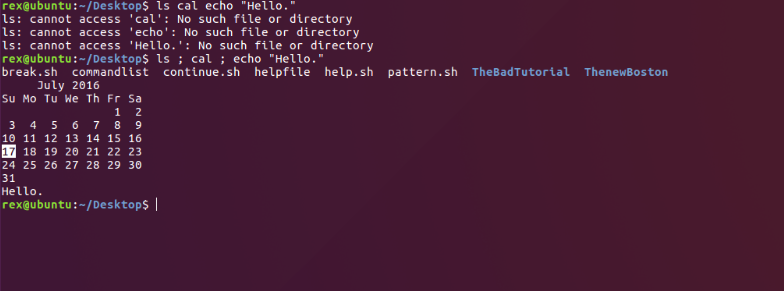 rex@ubuntu:~/Desktop$ ls cal echo "Hello."
ls: cannot access 'cal': No such file or directory
ls: cannot access 'echo': No such file or directory
ls: cannot access 'Hello.': No such file or directory
rex@ubuntu:~/Desktop$ ls ; cal ; echo "Hello."
break.sh  commandlist  continue.sh  helpfile  help.sh  pattern.sh  TheBadTutorial  ThenewBoston
     July 2016
Su Mo Tu We Th Fr Sa
                1  2
 3  4  5  6  7  8  9
10 11 12 13 14 15 16
17 18 19 20 21 22 23
24 25 26 27 28 29 30
31
Hello.
rex@ubuntu:~/Desktop$